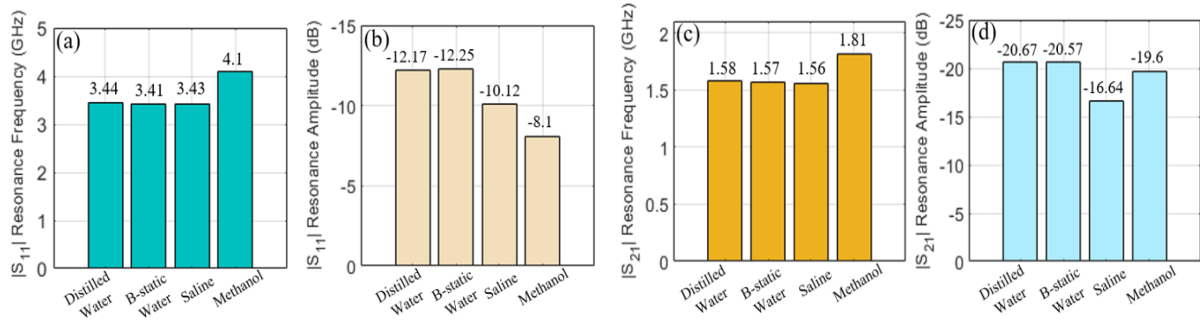 (a)
|S11| Resonance Frequency (GHz)
5
4
3
2
1
0
3.44
3.41
3.43
4.1
Distilled
Water
B-static
Water
Saline
Methanol
(b)
|S11| Resonance Amplitude (dB)
-15
-10
-5
0
-12.17
-12.25
-10.12
-8.1
Distilled
Water
B-static
Water
Saline
Methanol
(c)
|S21| Resonance Frequency (GHz)
2
1.5
1
0.5
0
1.58
1.57
1.56
1.81
Distilled
Water
B-static
Water
Saline
Methanol
(d)
|S21| Resonance Amplitude (dB)
-25
-20
-15
-10
-5
0
-20.67
-20.57
-16.64
-19.6
Distilled
Water
B-static
Water
Saline
Methanol